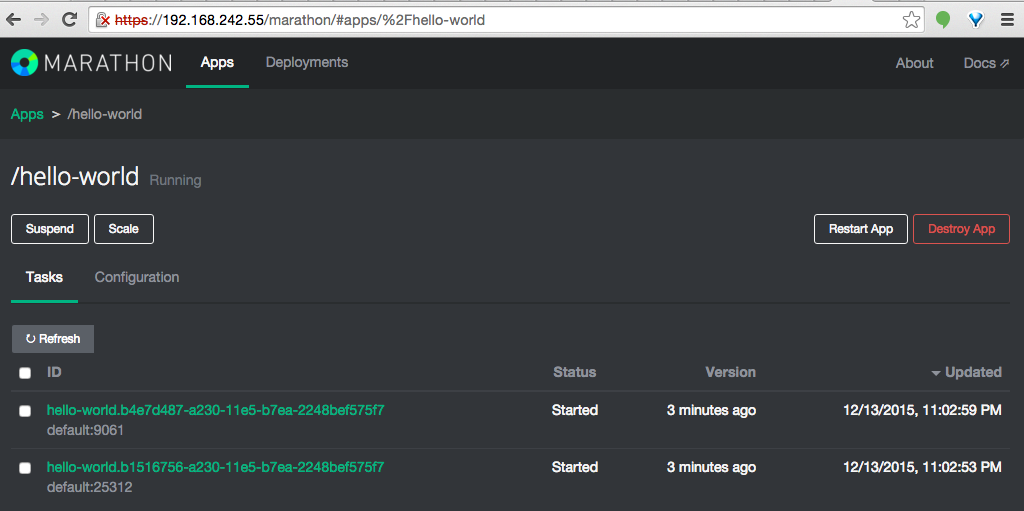 https://192.168.242.55/marathon/#apps/%2Fhello-world
MARATHON Apps Deployments About Docs
Apps > /hello-world
/hello-world Running
Suspend Scale Restart App Destroy App
Tasks Configuration
Refresh
ID Status Version Updated
hello-world.b4e7d487-a230-11e5-b7ea-2248bef575f7 Started 3 minutes ago 12/13/2015, 11:02:59 PM
default:9061
hello-world.b1516756-a230-11e5-b7ea-2248bef575f7 Started 3 minutes ago 12/13/2015, 11:02:53 PM
default:25312